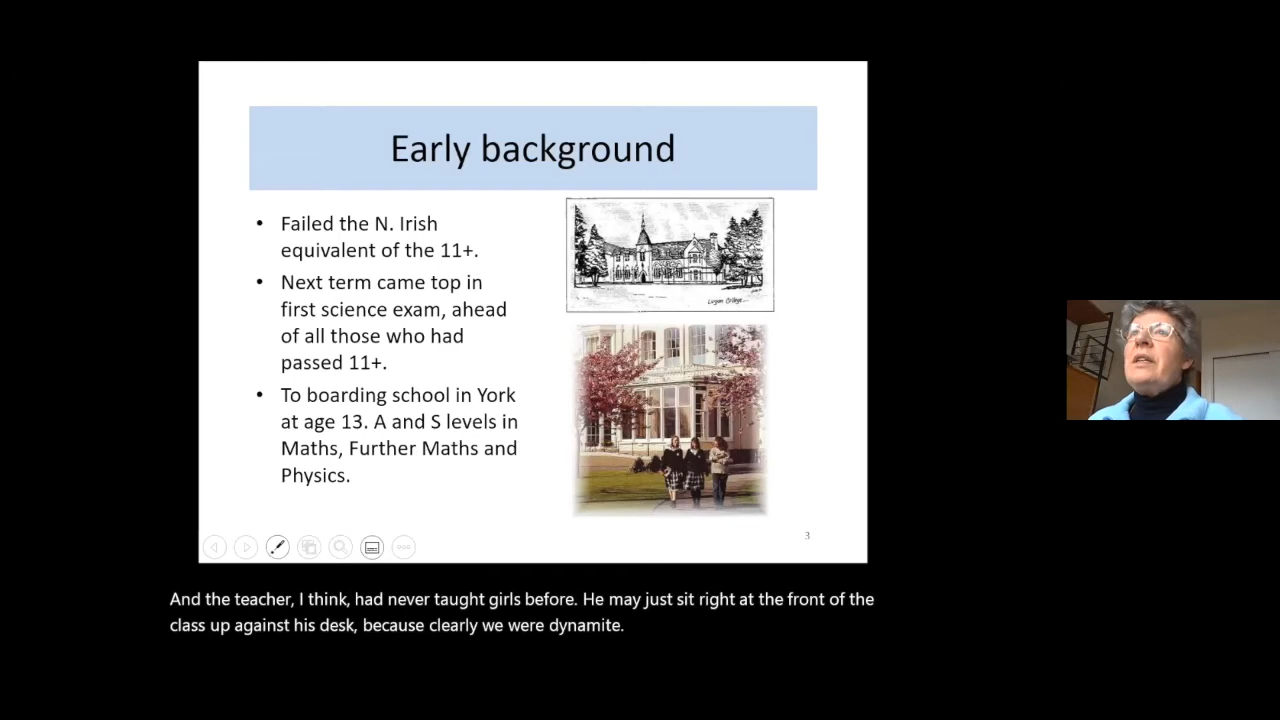 Early background
• Failed the N. Irish
equivalent of the 11+.
• Next term came top in
first science exam, ahead
of all those who had
passed 11+.
• To boarding school in York
at age 13. A and S levels in
Maths, Further Maths and
Physics.
Lurgan College
3
And the teacher, I think, had never taught girls before. He may just sit right at the front of the
class up against his desk, because clearly we were dynamite.